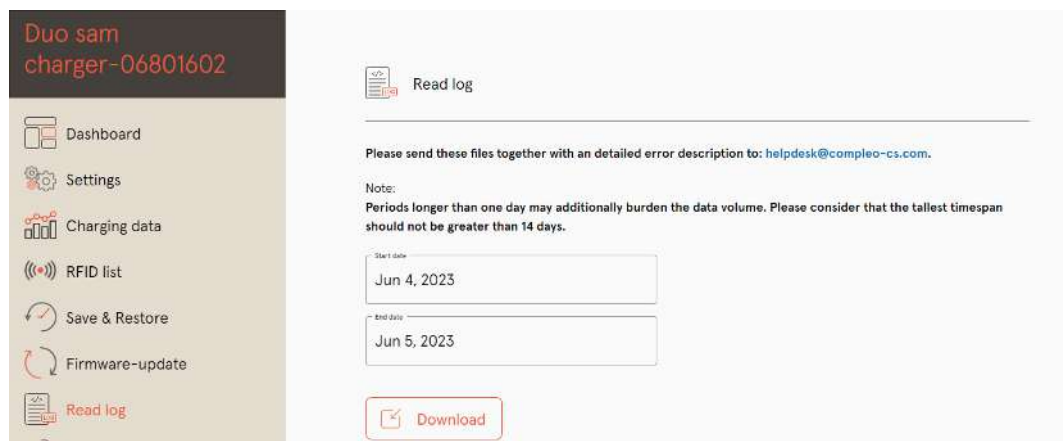 Duo sam
charger-06801602
Dashboard
Settings
Charging data
RFID list
Save & Restore
Firmware-update
Read log
Read log
Please send these files together with an detailed error description to: helpdesk@compleo-cs.com.
Note:
Periods longer than one day may additionally burden the data volume. Please consider that the tallest timespan
should not be greater than 14 days.
Start date
Jun 4, 2023
End date
Jun 5, 2023
Download